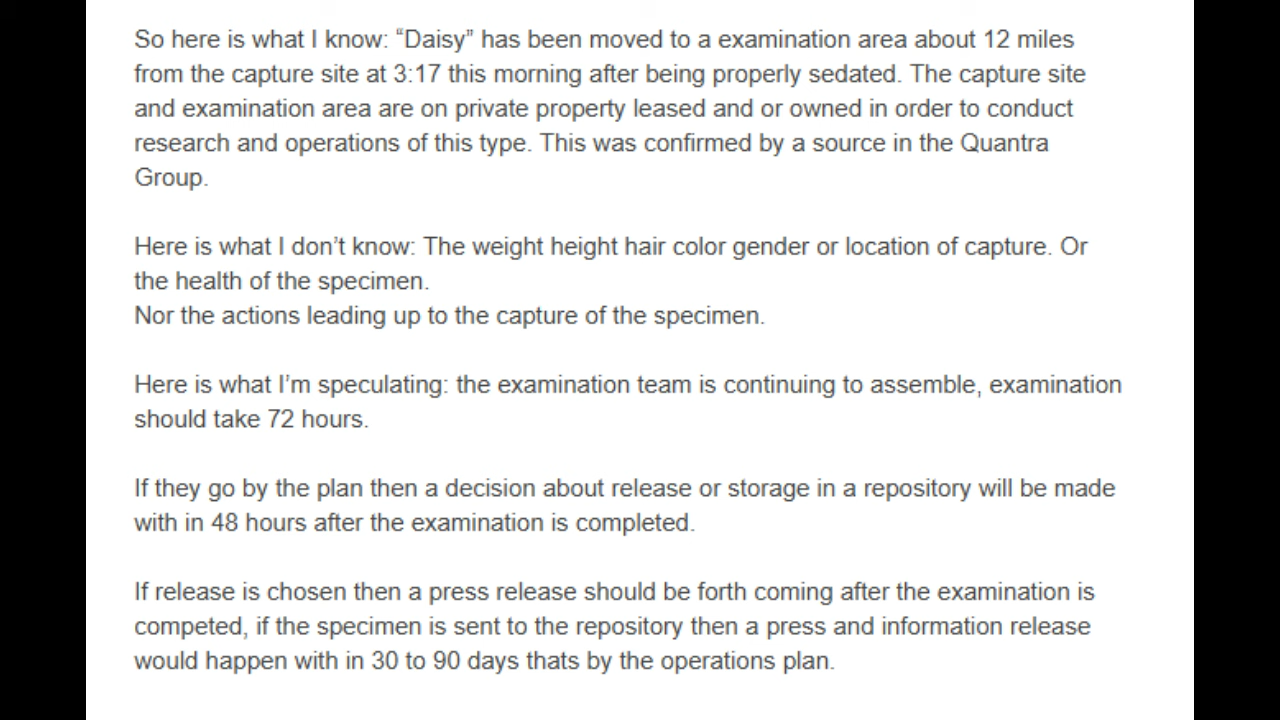 So here is what I know: “Daisy” has been moved to a examination area about 12 miles
from the capture site at 3:17 this morning after being properly sedated. The capture site
and examination area are on private property leased and or owned in order to conduct
research and operations of this type. This was confirmed by a source in the Quantra
Group.
Here is what I don’t know: The weight height hair color gender or location of capture. Or
the health of the specimen.
Nor the actions leading up to the capture of the specimen.
Here is what I’m speculating: the examination team is continuing to assemble, examination
should take 72 hours.
If they go by the plan then a decision about release or storage in a repository will be made
with in 48 hours after the examination is completed.
If release is chosen then a press release should be forth coming after the examination is
competed, if the specimen is sent to the repository then a press and information release
would happen with in 30 to 90 days thats by the operations plan.